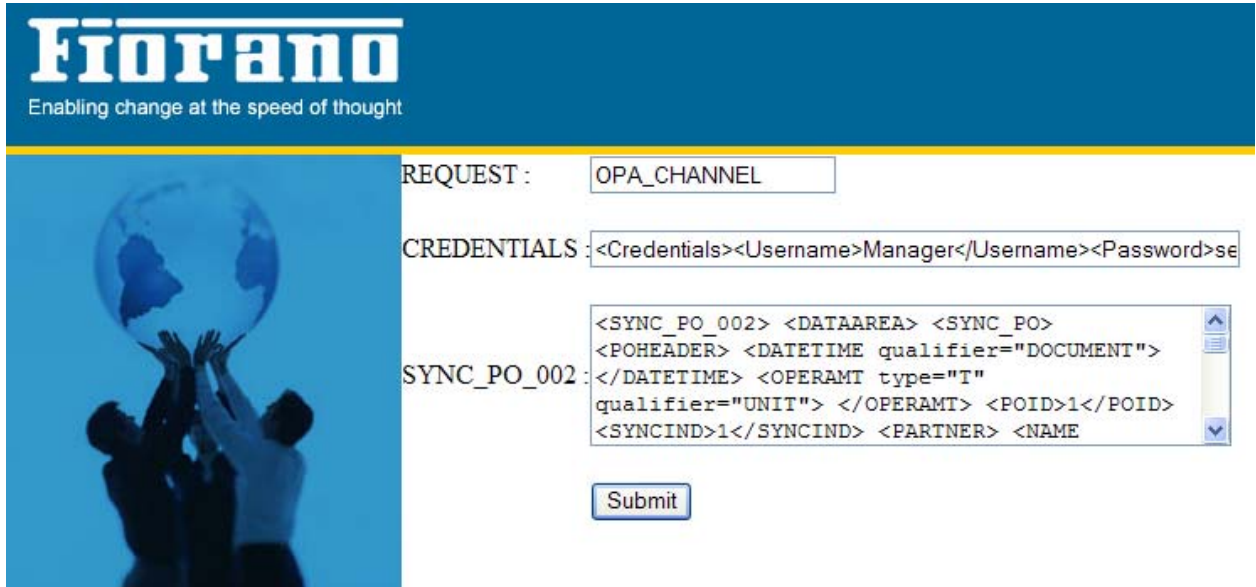 Fiorano
Enabling change at the speed of thought
REQUEST :
OPA_CHANNEL
CREDENTIALS :
<Credentials><Username>Manager</Username><Password>se
SYNC_PO_002 :
<SYNC_PO_002> <DATAAREA> <SYNC_PO>
<POHEADER> <DATETIME qualifier="DOCUMENT">
</DATETIME> <OPERAMT type="T"
qualifier="UNIT"> </OPERAMT> <POID>1</POID>
<SYNCIND>1</SYNCIND> <PARTNER> <NAME
Submit